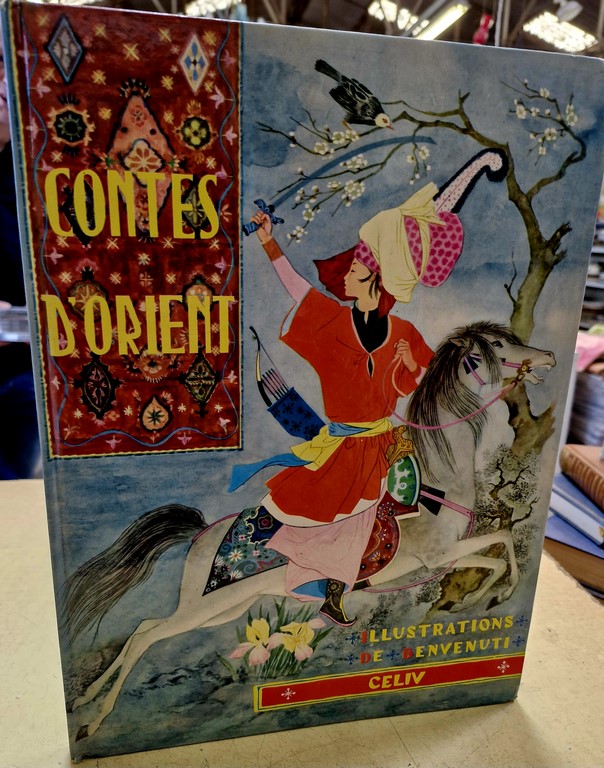 CONTES
D'ORIENT
ILLUSTRATIONS
DE BENVENUTI
CELIV